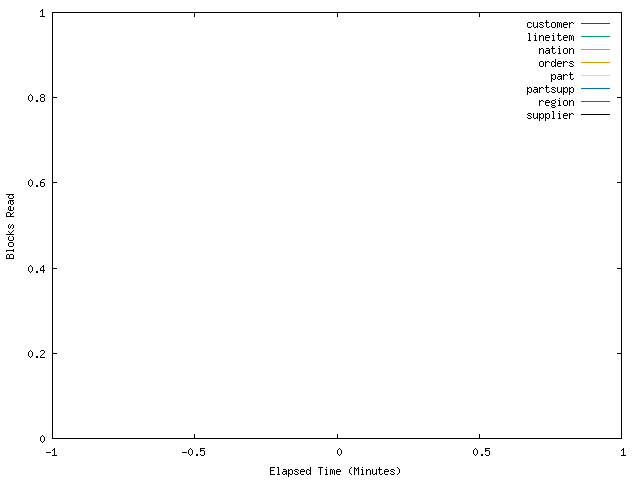 1
customer
lineitem
nation
orders
part
0.8
partsupp
region
supplier
0.6
Blocks Read
0.4
0.2
0
-1
-0.5
0
0.5
1
Elapsed Time (Minutes)